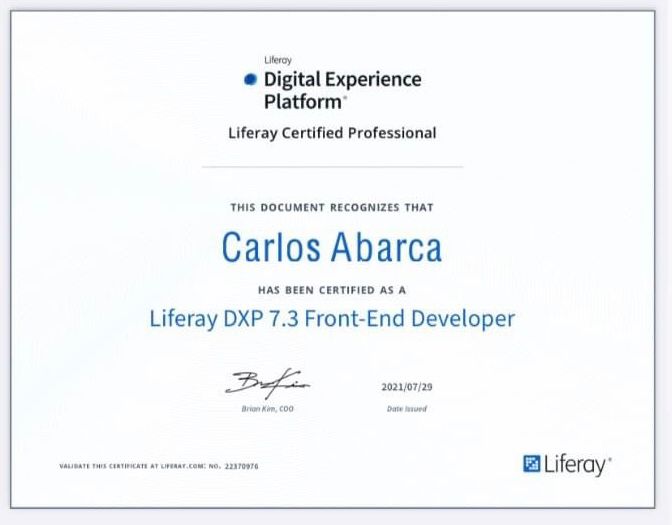 Liferay
Digital Experience
Platform
Liferay Certified Professional
THIS DOCUMENT RECOGNIZES THAT
Carlos Abarca
HAS BEEN CERTIFIED AS A
Liferay DXP 7.3 Front-End Developer
2021/07/29
Brian Kim, COO
Date Issued
VALIDATE THIS CERTIFICATE AT LIFERAY.COM: NO. 22370976
Liferay